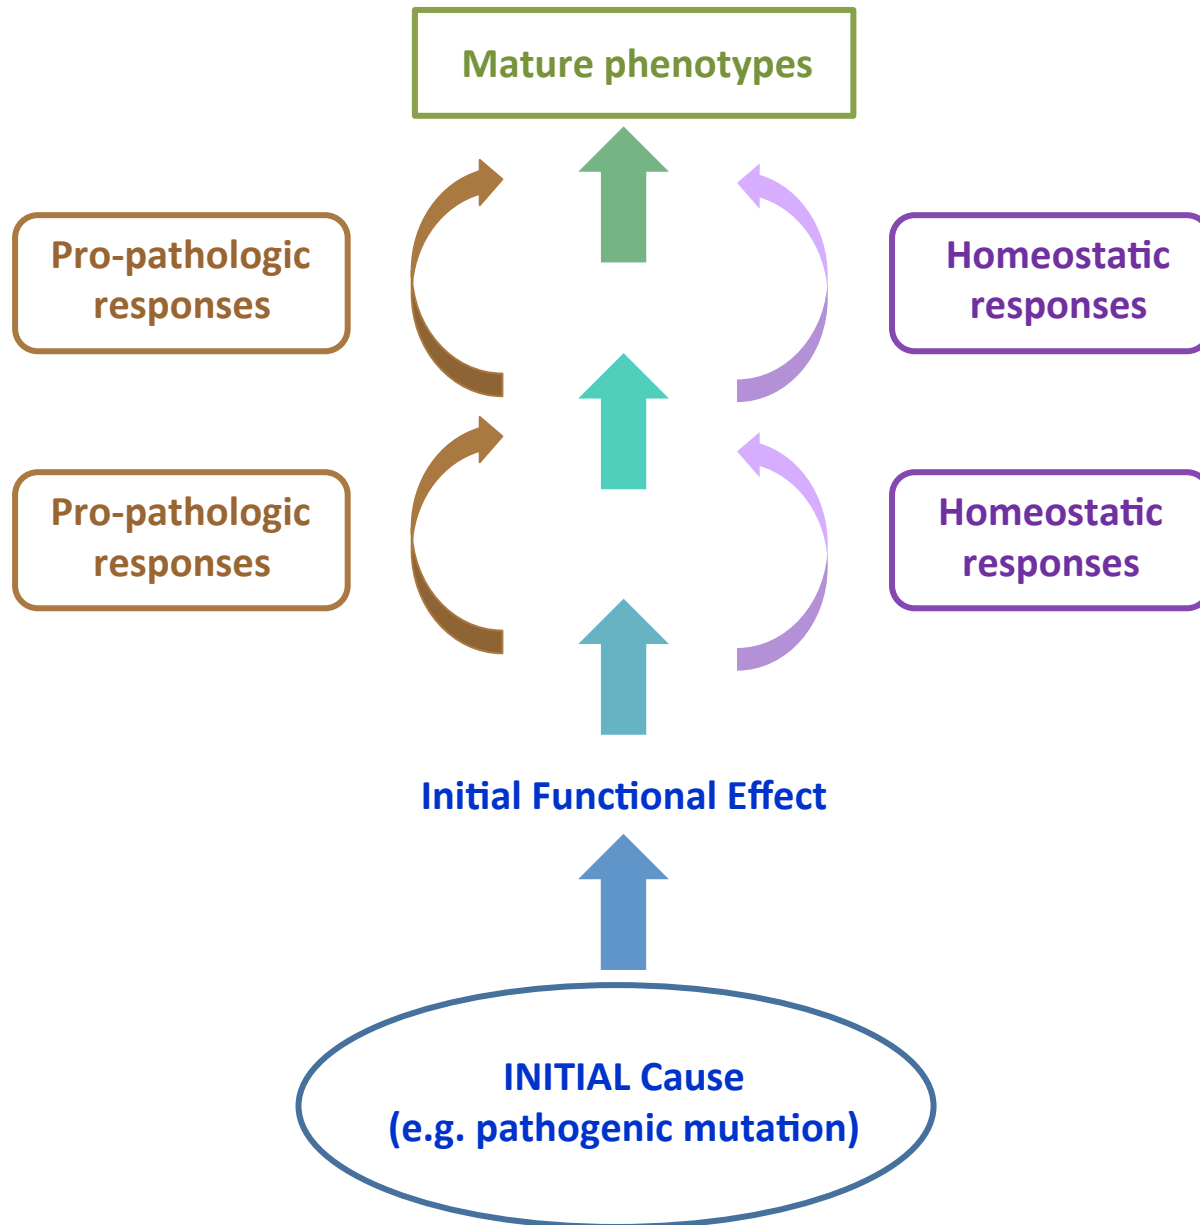 Mature phenotypes
Pro-pathologic
responses
Homeostatic
responses
Pro-pathologic
responses
Homeostatic
responses
Initial Functional Effect
INITIAL Cause
(e.g. pathogenic mutation)